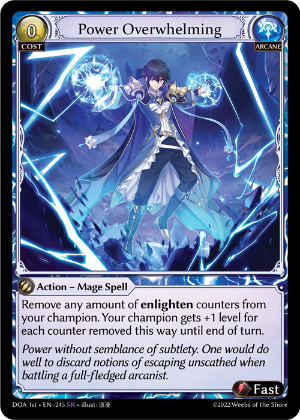 0
COST
Power Overwhelming
ARCANE
Action – Mage Spell
Remove any amount of enlighten counters from
your champion. Your champion gets +1 level for
each counter removed this way until end of turn.
Power without semblance of subtlety. One would do
well to discard notions of escaping unscathed when
battling a full-fledged arcanist.
Fast
DOA 1st • EN-245 SR • illust: 浪漫
©2022 Weebs of the Shore